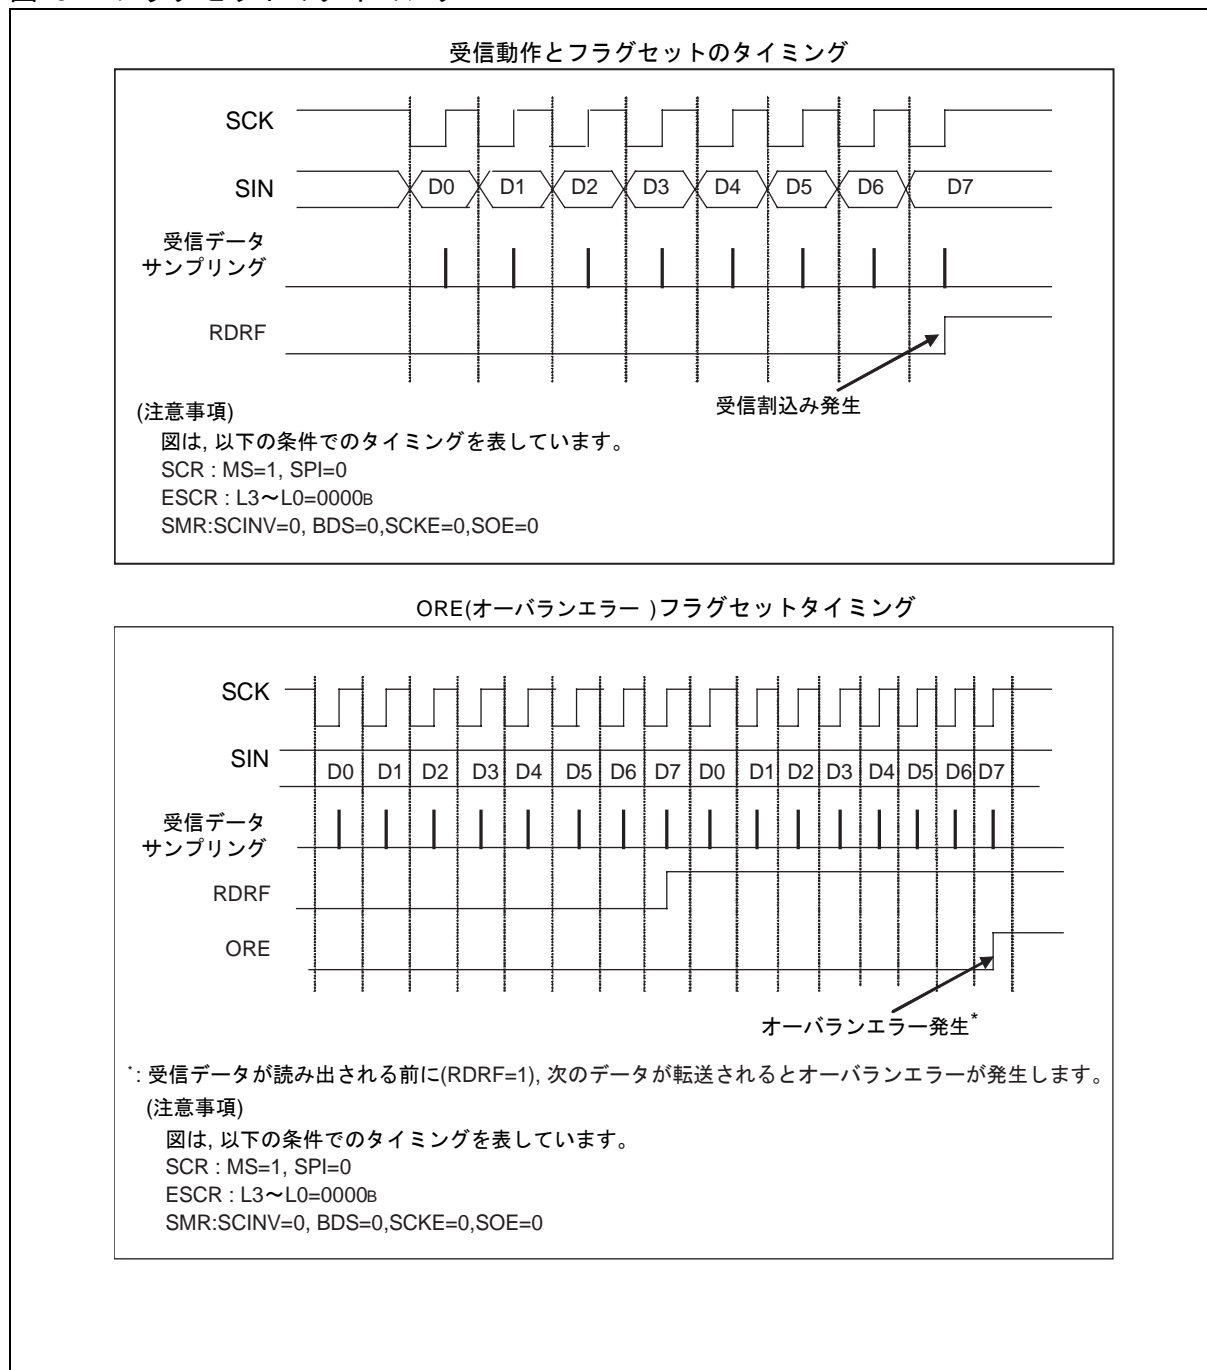 受信動作とフラグセットのタイミング
SCK
SIN D0 D1 D2 D3 D4 D5 D6 D7
受信データ
サンプリング
RDRF
受信割込み発生
(注意事項)
図は, 以下の条件でのタイミングを表しています。
SCR : MS=1, SPI=0
ESCR : L3〜L0=0000B
SMR:SCINV=0, BDS=0,SCKE=0,SOE=0
ORE(オーバランエラー )フラグセットタイミング
SCK
SIN D0 D1 D2 D3 D4 D5 D6 D7 D0 D1 D2 D3 D4 D5 D6 D7
受信データ
サンプリング
RDRF
ORE
オーバランエラー発生*
*: 受信データが読み出される前に(RDRF=1), 次のデータが転送されるとオーバランエラーが発生します。
(注意事項)
図は, 以下の条件でのタイミングを表しています。
SCR : MS=1, SPI=0
ESCR : L3〜L0=0000B
SMR:SCINV=0, BDS=0,SCKE=0,SOE=0